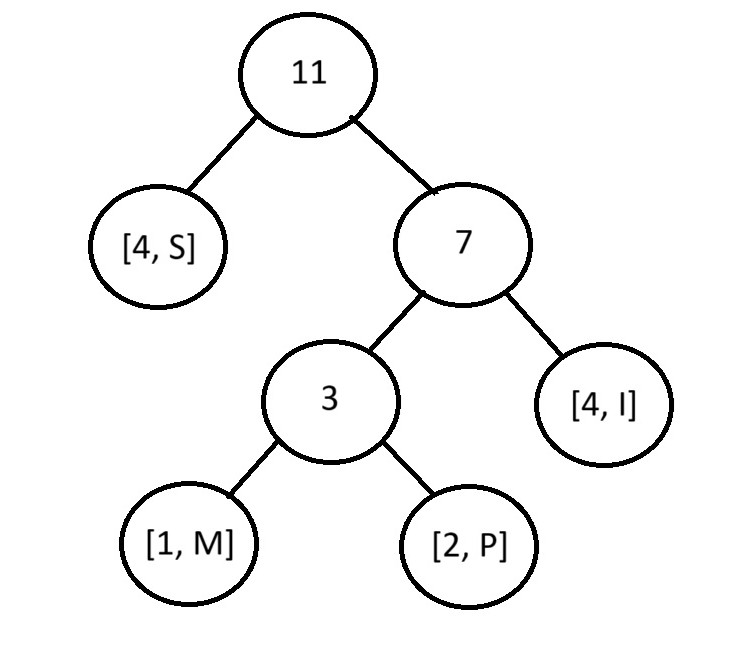 11
[4, S]
7
3
[4, I]
[1, M]
[2, P]